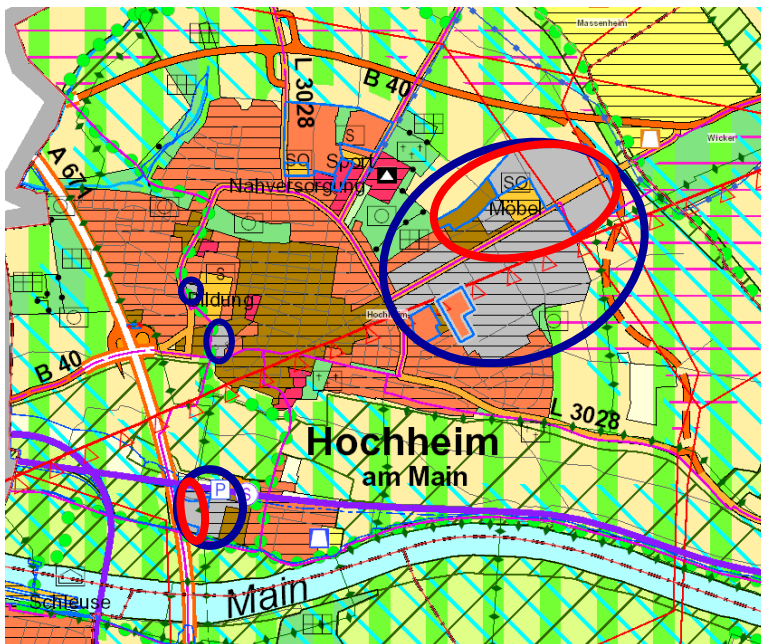 Massenheim
L 3028
B 40
Wicker
S
SO
Sport
Nahversorgung
SO
Möbel
A 671
S
Bildung
Hochheim
B 40
L 3028
Hochheim
am Main
P
S
Main
Schleuse